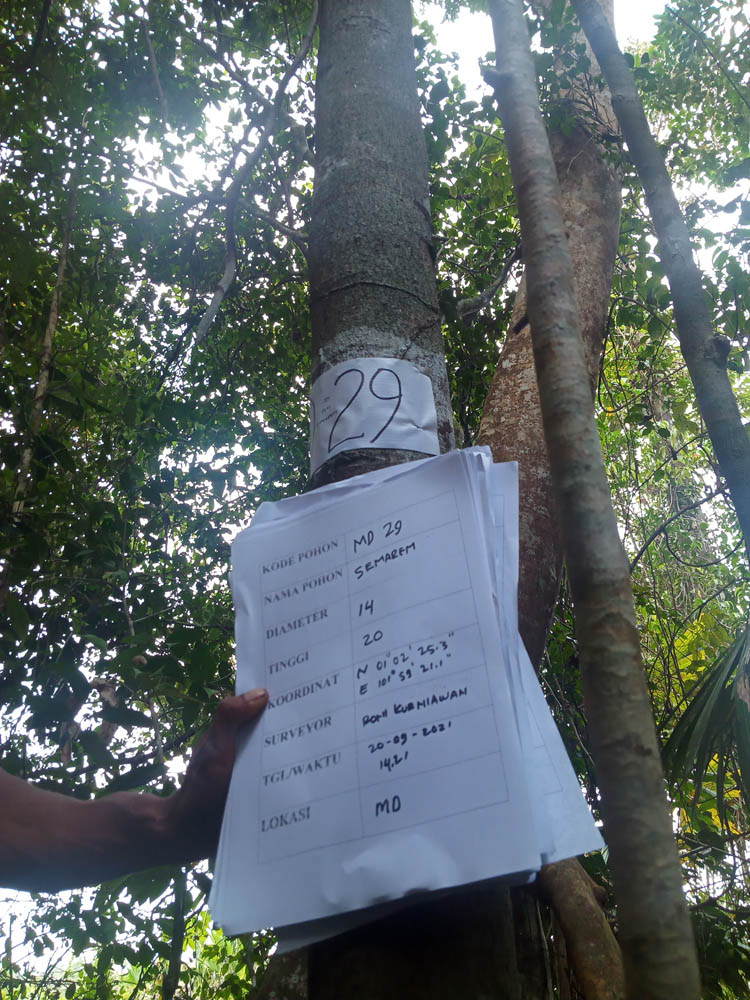 29
KODE POHON MD 29
NAMA POHON SEMAREM
DIAMETER 14
TINGGI 20
KOORDINAT N 01°02' 25.3"
E 101° 59' 21.1"
SURVEYOR KURNIAWAN
TGL/WAKTU 20-09-2021
14.21
LOKASI MD